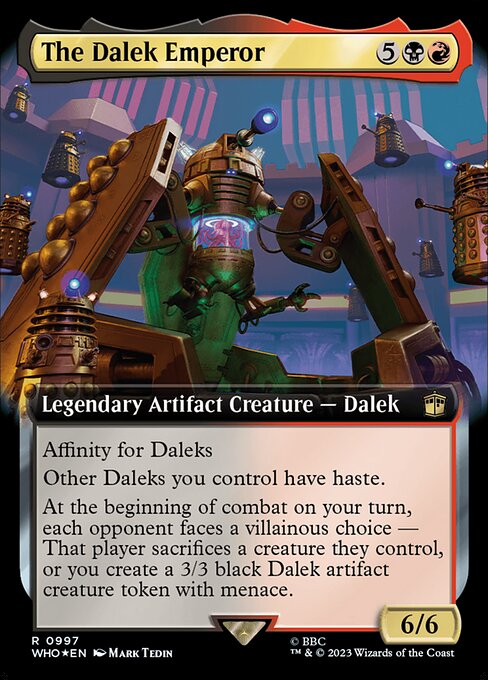 The Dalek Emperor 5
Legendary Artifact Creature — Dalek
Affinity for Daleks
Other Daleks you control have haste.
At the beginning of combat on your turn,
each opponent faces a villainous choice —
That player sacrifices a creature they control,
or you create a 3/3 black Dalek artifact
creature token with menace.
6/6
R 0997
WHO★EN Mark Tedin
© BBC
™ & © 2023 Wizards of the Coast